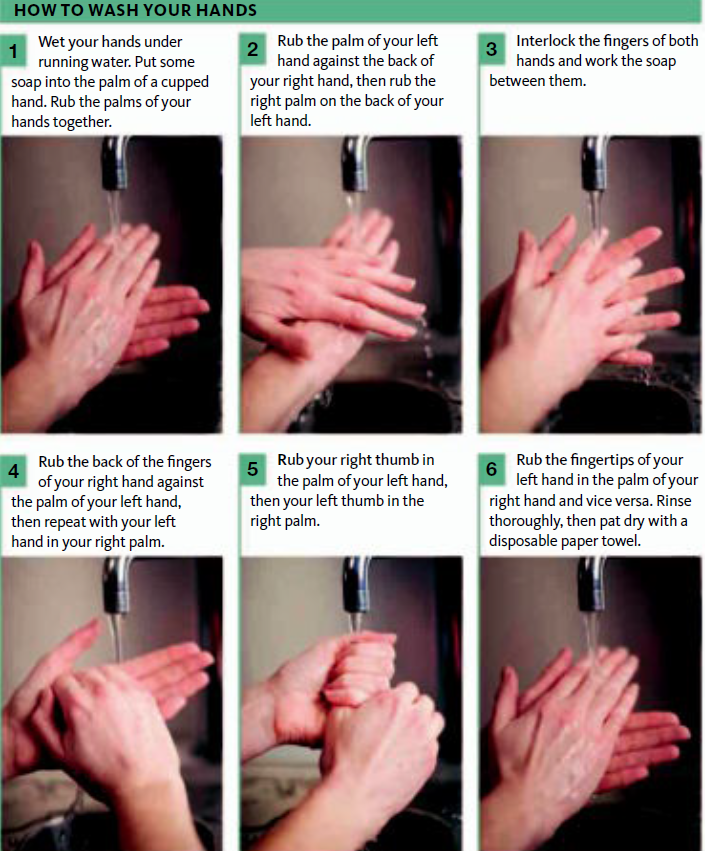 HOW TO WASH YOUR HANDS
1 Wet your hands under
running water. Put some
soap into the palm of a cupped
hand. Rub the palms of your
hands together.
2 Rub the palm of your left
hand against the back of
your right hand, then rub the
right palm on the back of your
left hand.
3 Interlock the fingers of both
hands and work the soap
between them.
4 Rub the back of the fingers
of your right hand against
the palm of your left hand,
then repeat with your left
hand in your right palm.
5 Rub your right thumb in
the palm of your left hand,
then your left thumb in the
right palm.
6 Rub the fingertips of your
left hand in the palm of your
right hand and vice versa. Rinse
thoroughly, then pat dry with a
disposable paper towel.